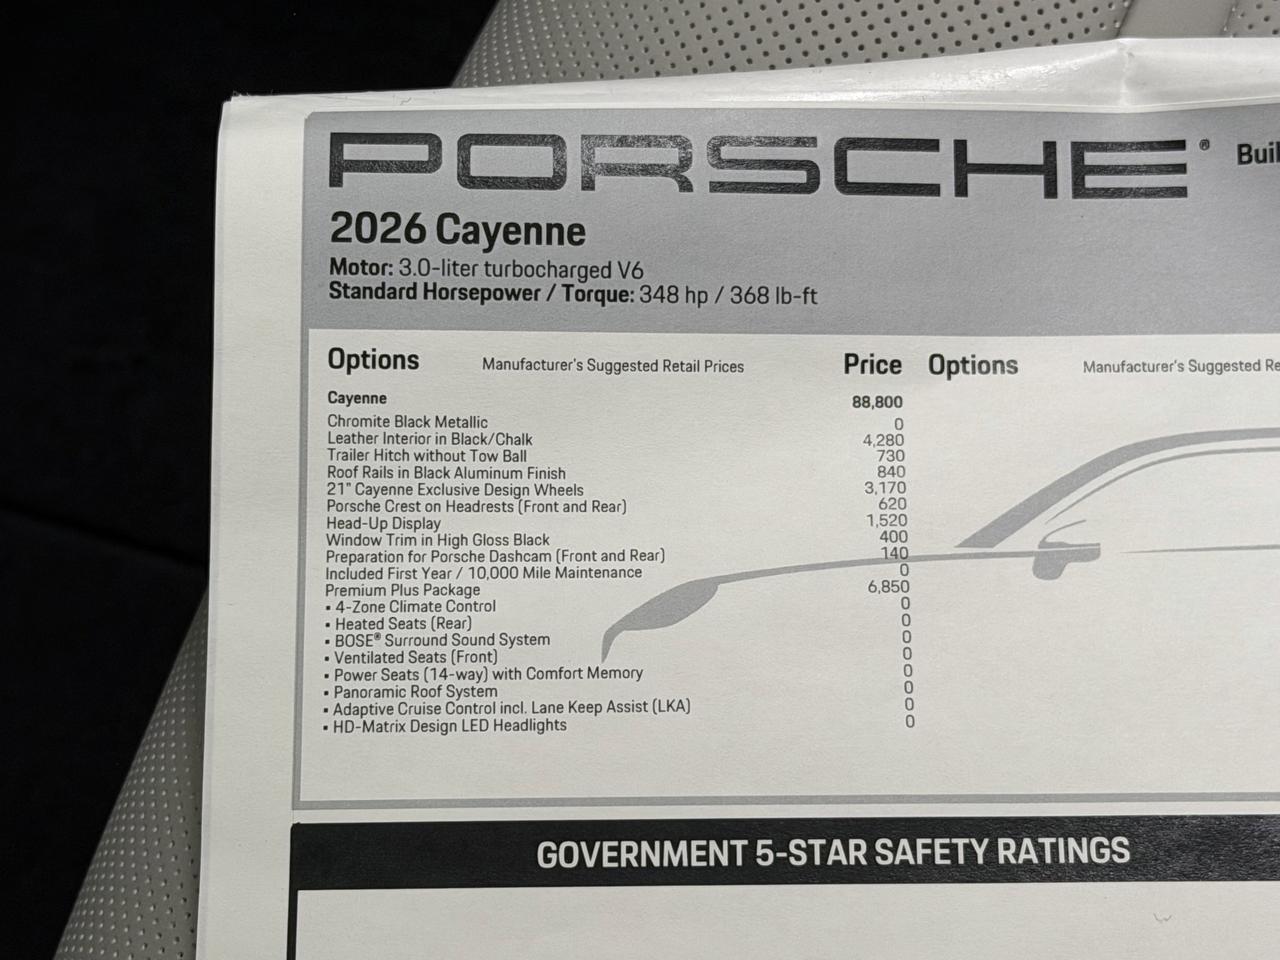 PORSCHE®
2026 Cayenne
Motor: 3.0-liter turbocharged V6
Standard Horsepower / Torque: 348 hp / 368 lb-ft
Options Manufacturer's Suggested Retail Prices Price Options Manufacturer's Suggested
Cayenne 88,800
Chromite Black Metallic 0
Leather Interior in Black/Chalk 4,280
Trailer Hitch without Tow Ball 730
Roof Rails in Black Aluminum Finish 840
21" Cayenne Exclusive Design Wheels 3,170
Porsche Crest on Headrests (Front and Rear) 620
Head-Up Display 1,520
Window Trim in High Gloss Black 400
Preparation for Porsche Dashcam (Front and Rear) 140
Included First Year / 10,000 Mile Maintenance 0
Premium Plus Package 6,850
▪ 4-Zone Climate Control 0
▪ Heated Seats (Rear) 0
▪ BOSE® Surround Sound System 0
▪ Ventilated Seats (Front) 0
▪ Power Seats (14-way) with Comfort Memory 0
▪ Panoramic Roof System 0
▪ Adaptive Cruise Control incl. Lane Keep Assist (LKA) 0
▪ HD-Matrix Design LED Headlights 0
GOVERNMENT 5-STAR SAFETY RATINGS